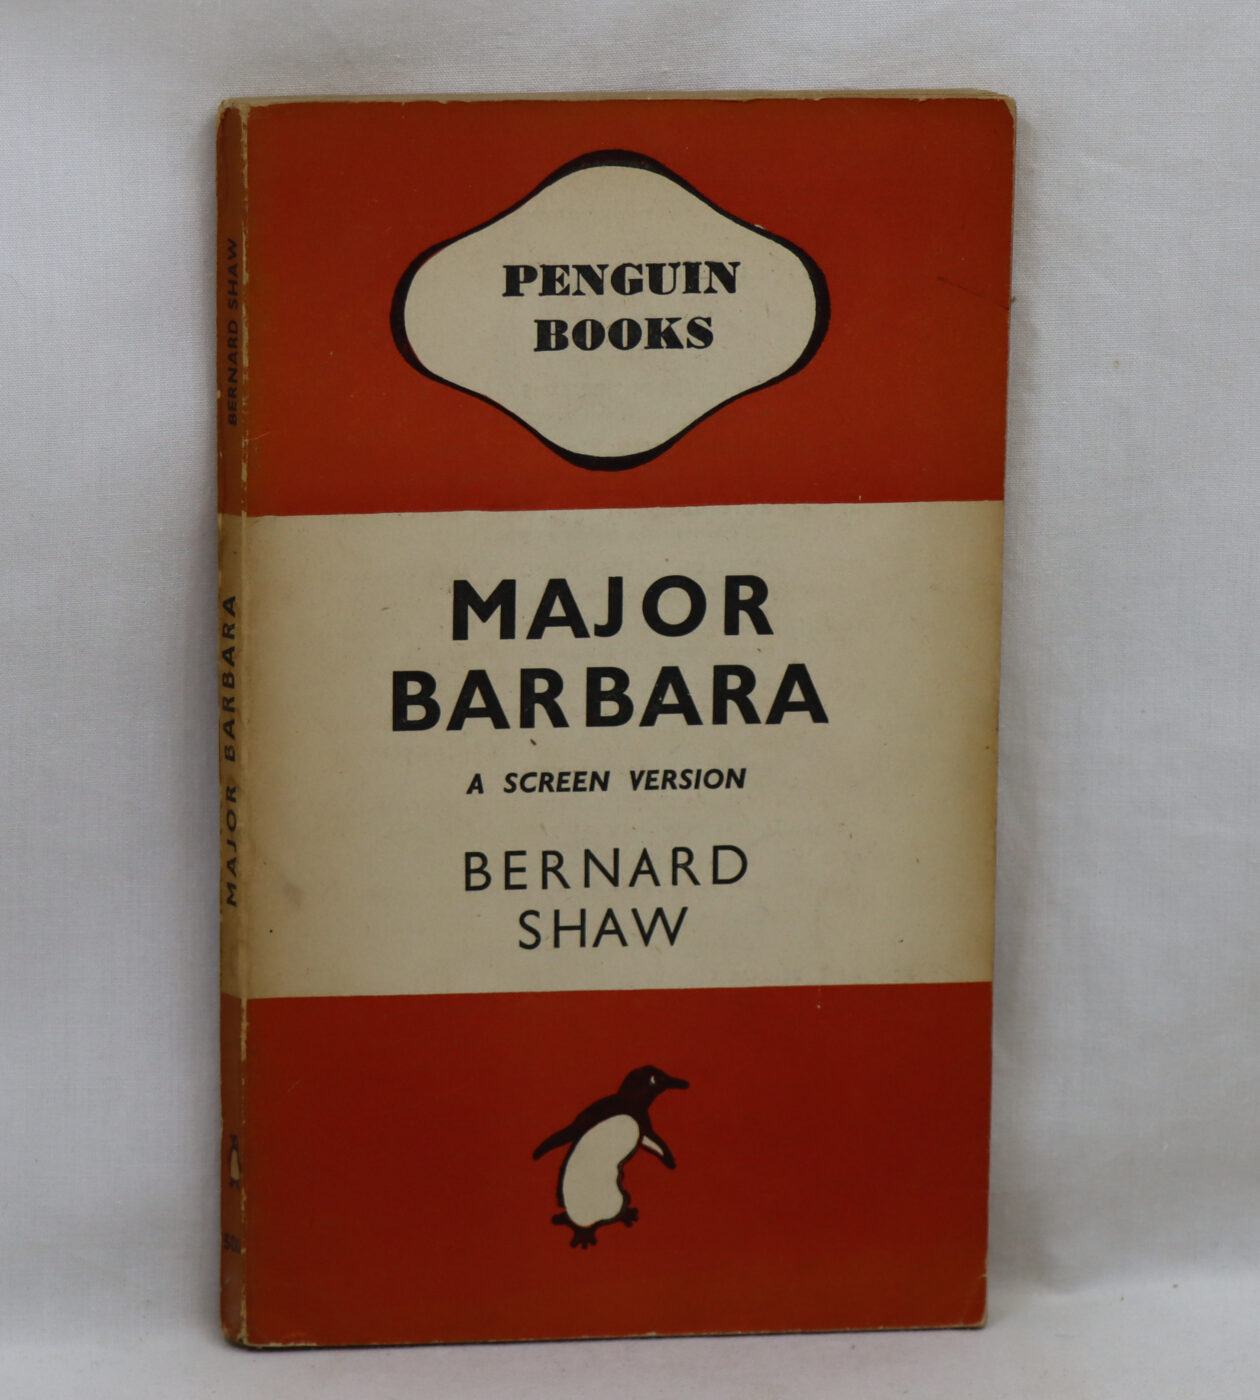 PENGUIN
BOOKS
MAJOR
BARBARA
A SCREEN VERSION
BERNARD
SHAW
BERNARD SHAW
MAJOR BARBARA